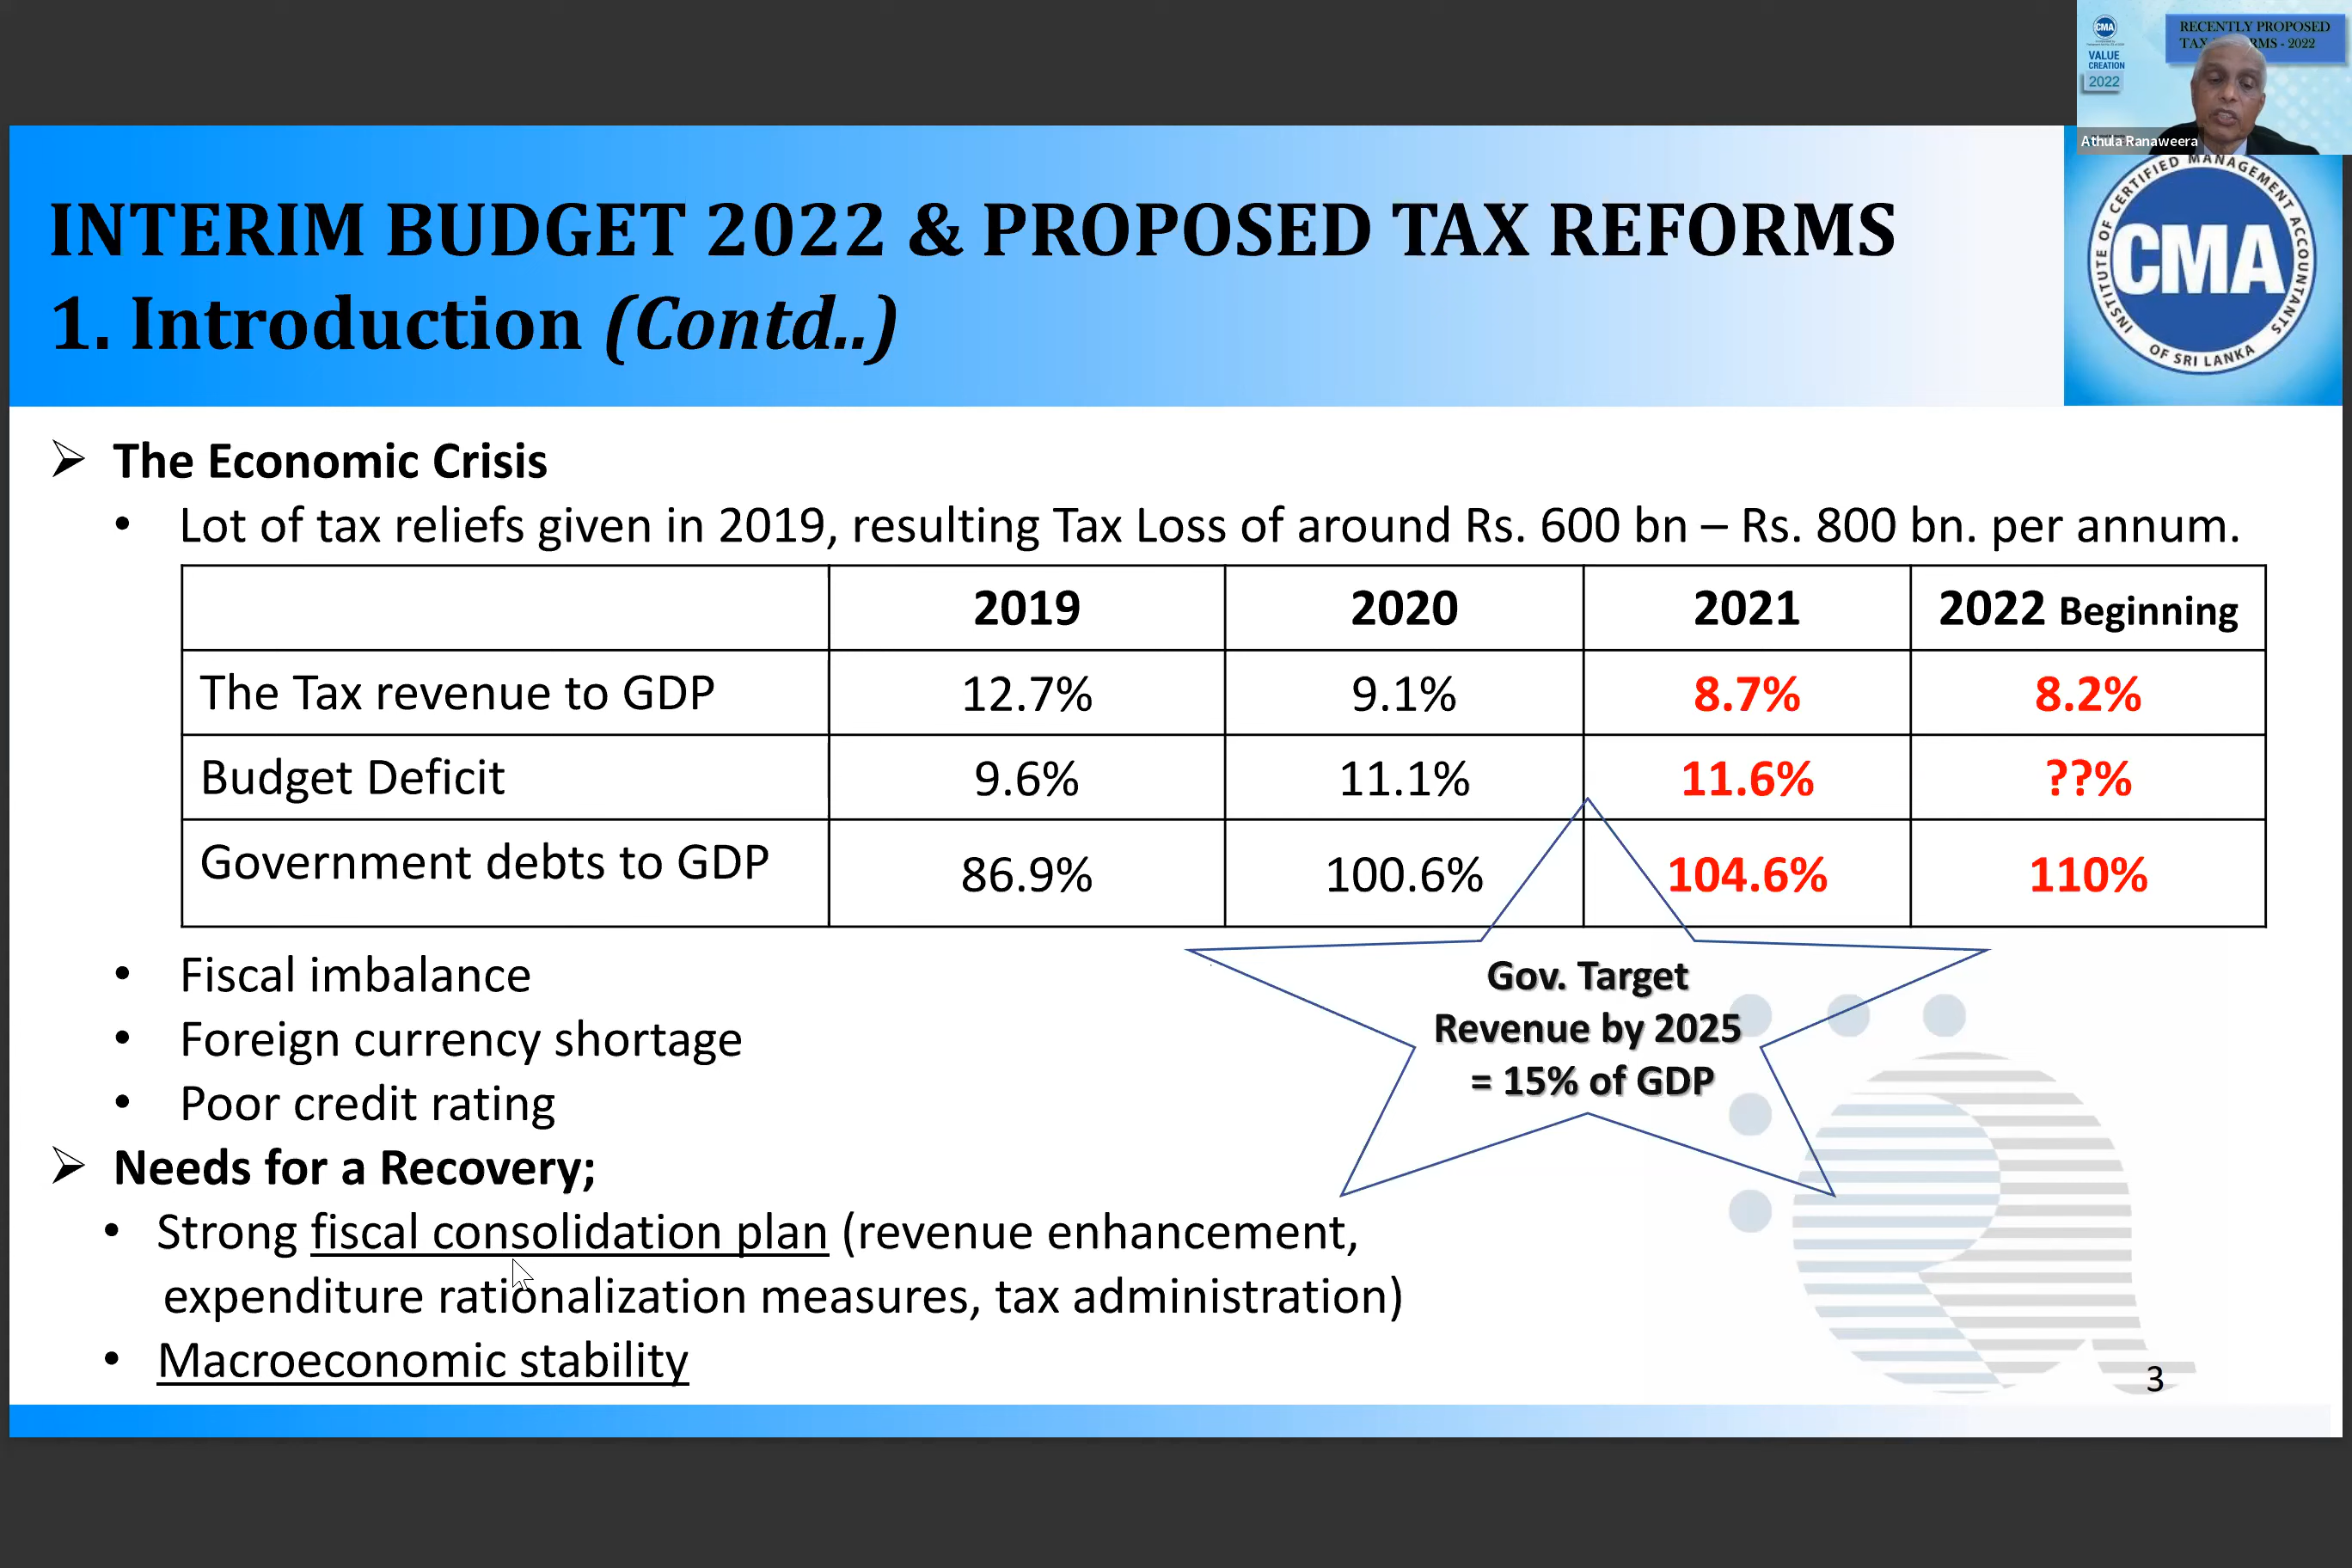 CMA
VALUE
CREATION
2022
RECENTLY PROPOSED
TAX RMS - 2022
Athula Ranaweera
INSTITUTE OF CERTIFIED MANAGEMENT ACCOUNTANTS
CMA
OF SRI LANKA
INTERIM BUDGET 2022 & PROPOSED TAX REFORMS
1. Introduction (Contd..)
➢ The Economic Crisis
• Lot of tax reliefs given in 2019, resulting Tax Loss of around Rs. 600 bn – Rs. 800 bn. per annum.
2019 2020 2021 2022 Beginning
The Tax revenue to GDP 12.7% 9.1% 8.7% 8.2%
Budget Deficit 9.6% 11.1% 11.6% ??%
Government debts to GDP 86.9% 100.6% 104.6% 110%
• Fiscal imbalance
• Foreign currency shortage
• Poor credit rating
Gov. Target
Revenue by 2025
= 15% of GDP
➢ Needs for a Recovery;
• Strong fiscal consolidation plan (revenue enhancement,
expenditure rationalization measures, tax administration)
• Macroeconomic stability
3